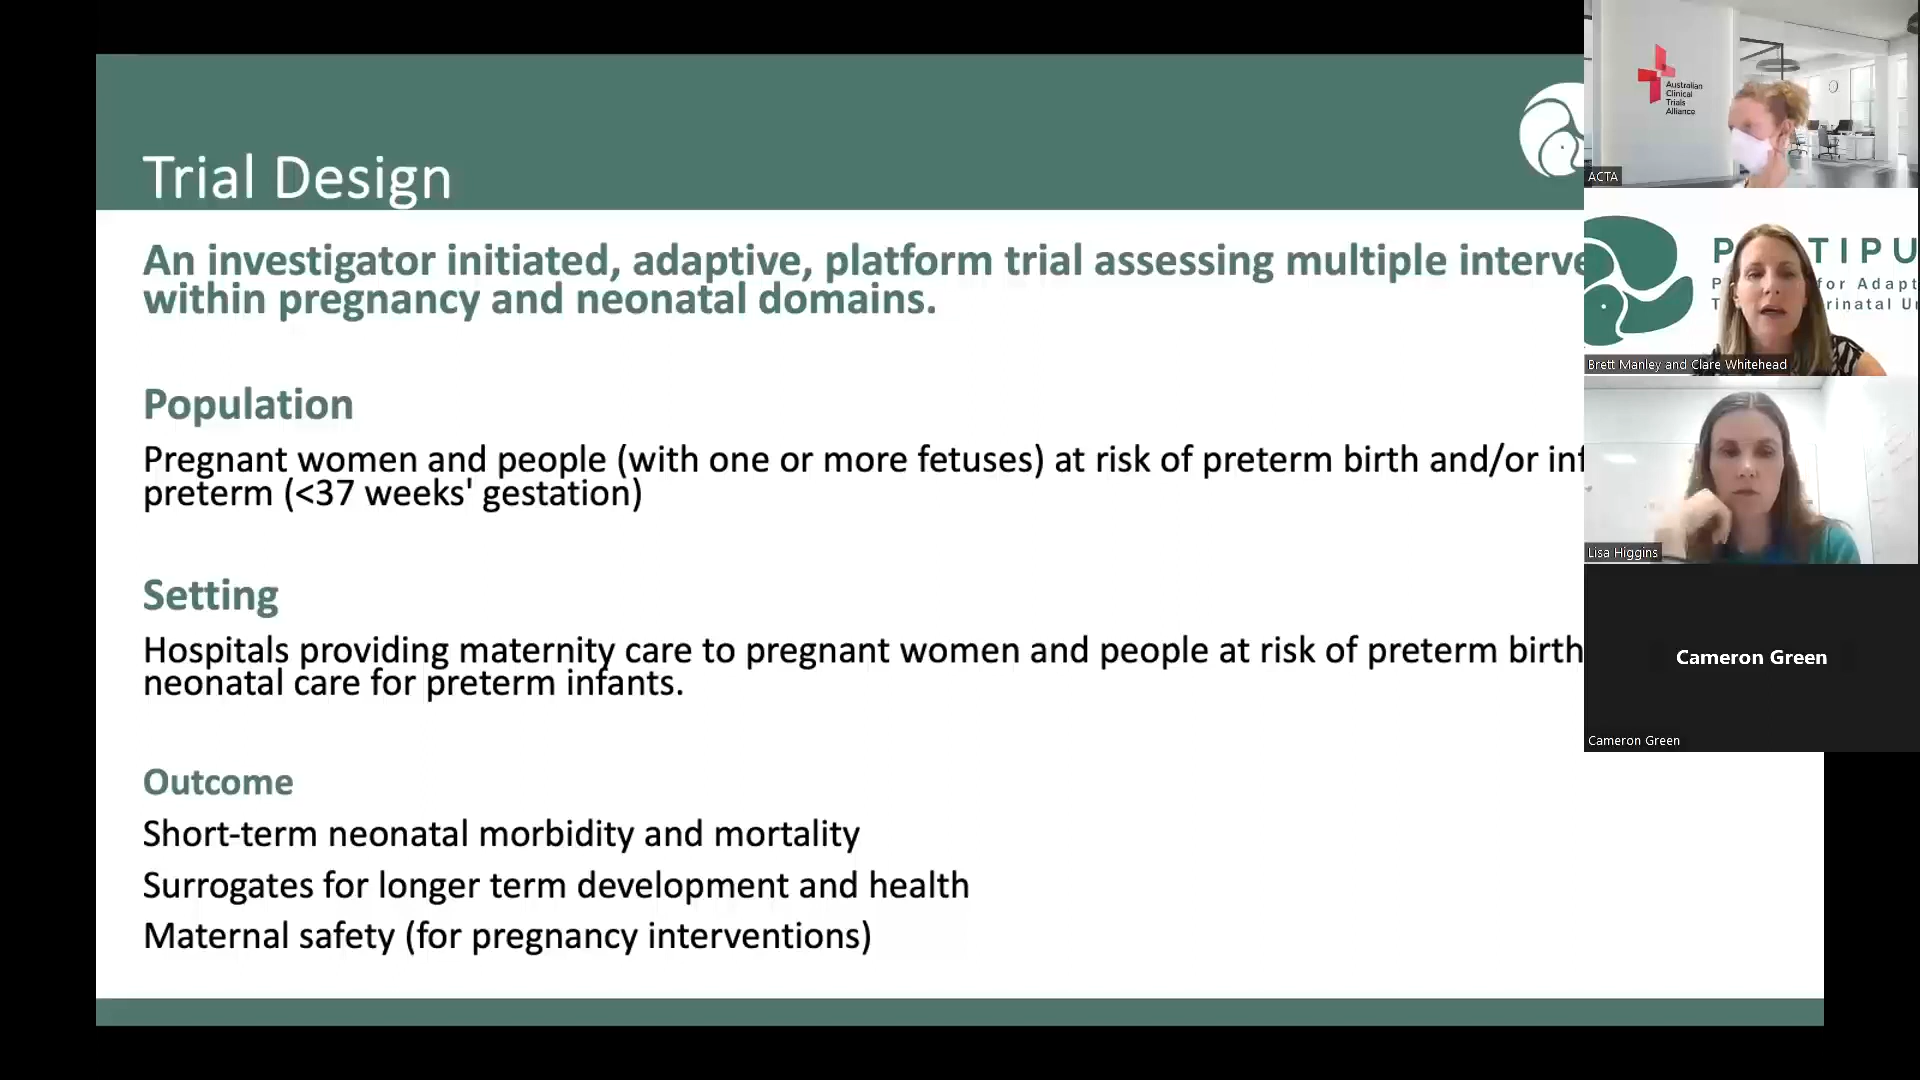 Trial Design
An investigator initiated, adaptive, platform trial assessing multiple interve
within pregnancy and neonatal domains.
Population
Pregnant women and people (with one or more fetuses) at risk of preterm birth and/or inf
preterm (<37 weeks' gestation)
Setting
Hospitals providing maternity care to pregnant women and people at risk of preterm birth
neonatal care for preterm infants.
Outcome
Short-term neonatal morbidity and mortality
Surrogates for longer term development and health
Maternal safety (for pregnancy interventions)
Australian
Clinical
Trials
Alliance
ACTA
P TIPU
P for Adapt
T rinatal U
Brett Manley and Clare Whitehead
Lisa Higgins
Cameron Green
Cameron Green